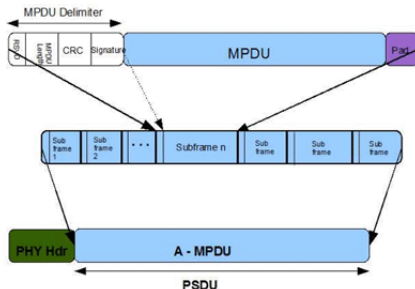 MPDU Delimiter
RSVD
MPDU
Length
CRC
Signature
MPDU
Pad
Sub
frame
1
Sub
frame
2
...
Subframe n
Sub
frame
Sub
frame
Sub
frame
PHY Hdr
A - MPDU
PSDU